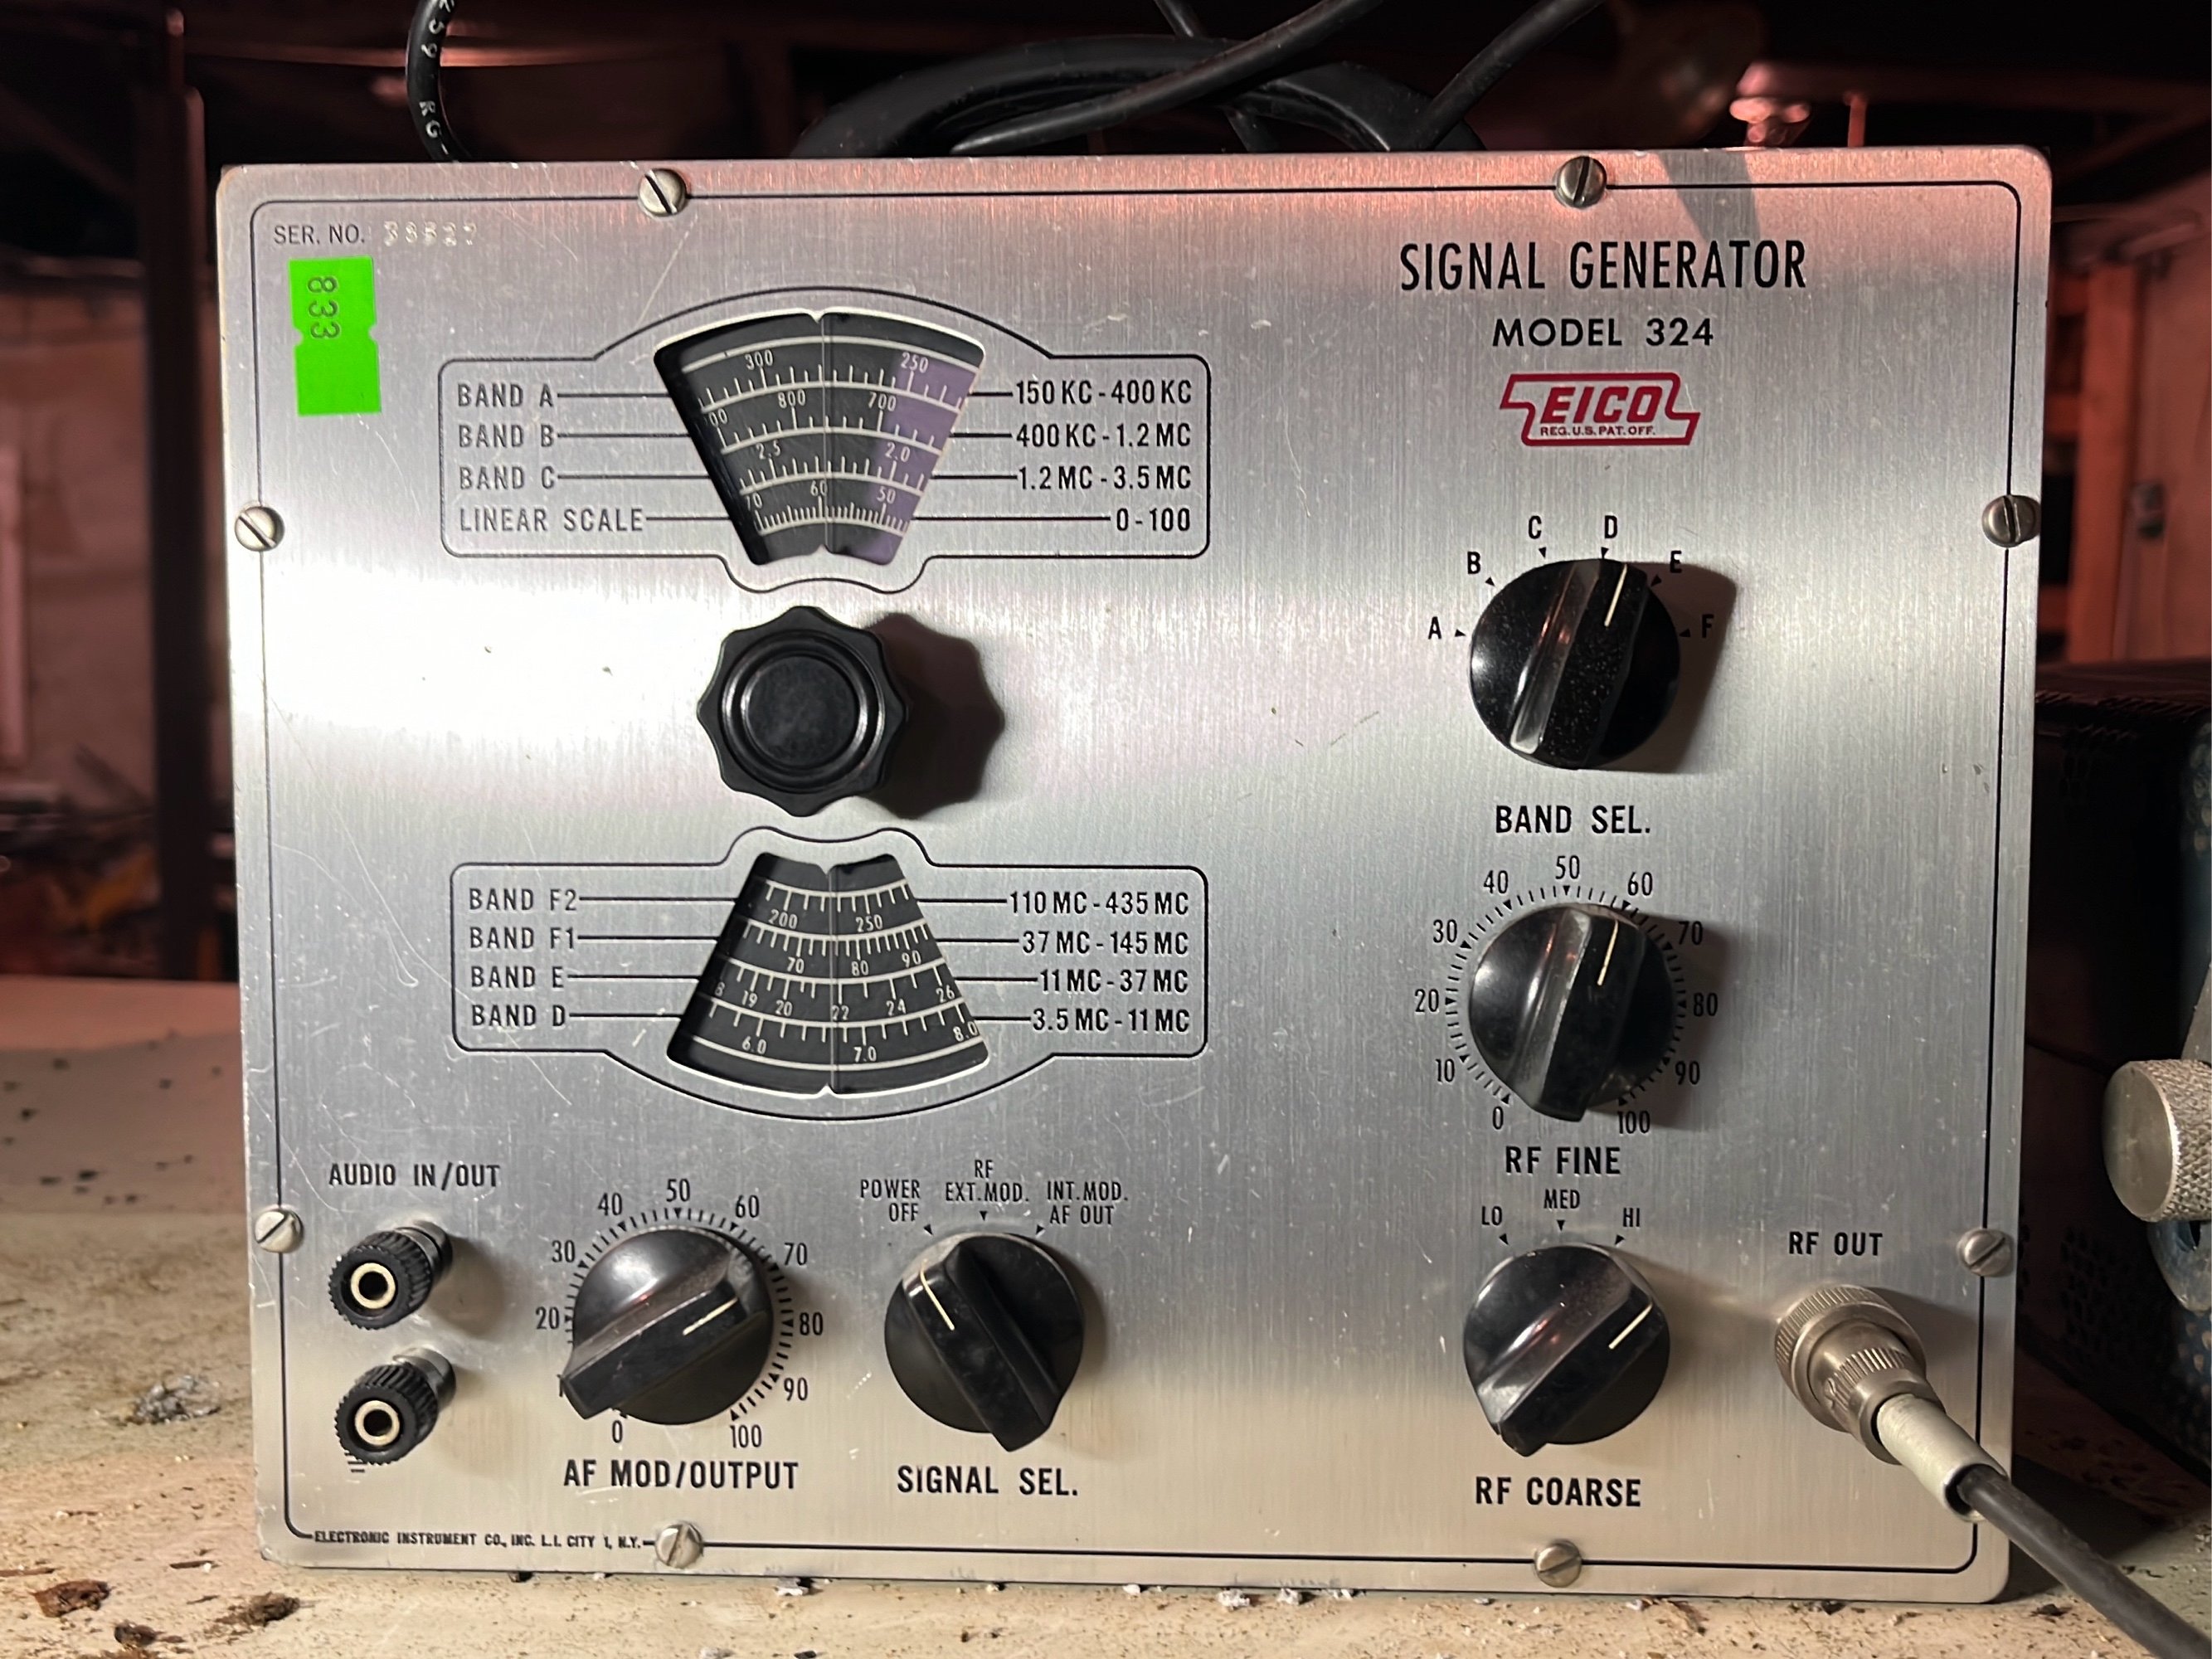 RG-
59
SER. NO.
833
SIGNAL GENERATOR
MODEL 324
EICO
REG. U.S. PAT. OFF.
300 250
BAND A 150 KC - 400 KC
800 700
BAND B 400 KC - 1.2 MC
2.5 2.0
BAND C 1.2 MC - 3.5 MC
70 60 50
LINEAR SCALE 0 - 100
A B C D E F
BAND SEL.
BAND F2 110 MC - 435 MC
200 250
BAND F1 37 MC - 145 MC
70 80 90
BAND E 11 MC - 37 MC
19 20 22 24 26
BAND D 3.5 MC - 11 MC
6.0 7.0 8.0
0 10 20 30 40 50 60 70 80 90 100
RF FINE
AUDIO IN/OUT
0 20 30 40 50 60 70 80 90 100
AF MOD/OUTPUT
POWER OFF
RF EXT. MOD.
INT. MOD. AF OUT
SIGNAL SEL.
LO MED HI
RF COARSE
RF OUT
ELECTRONIC INSTRUMENT CO., INC. L.I. CITY 1, N.Y.